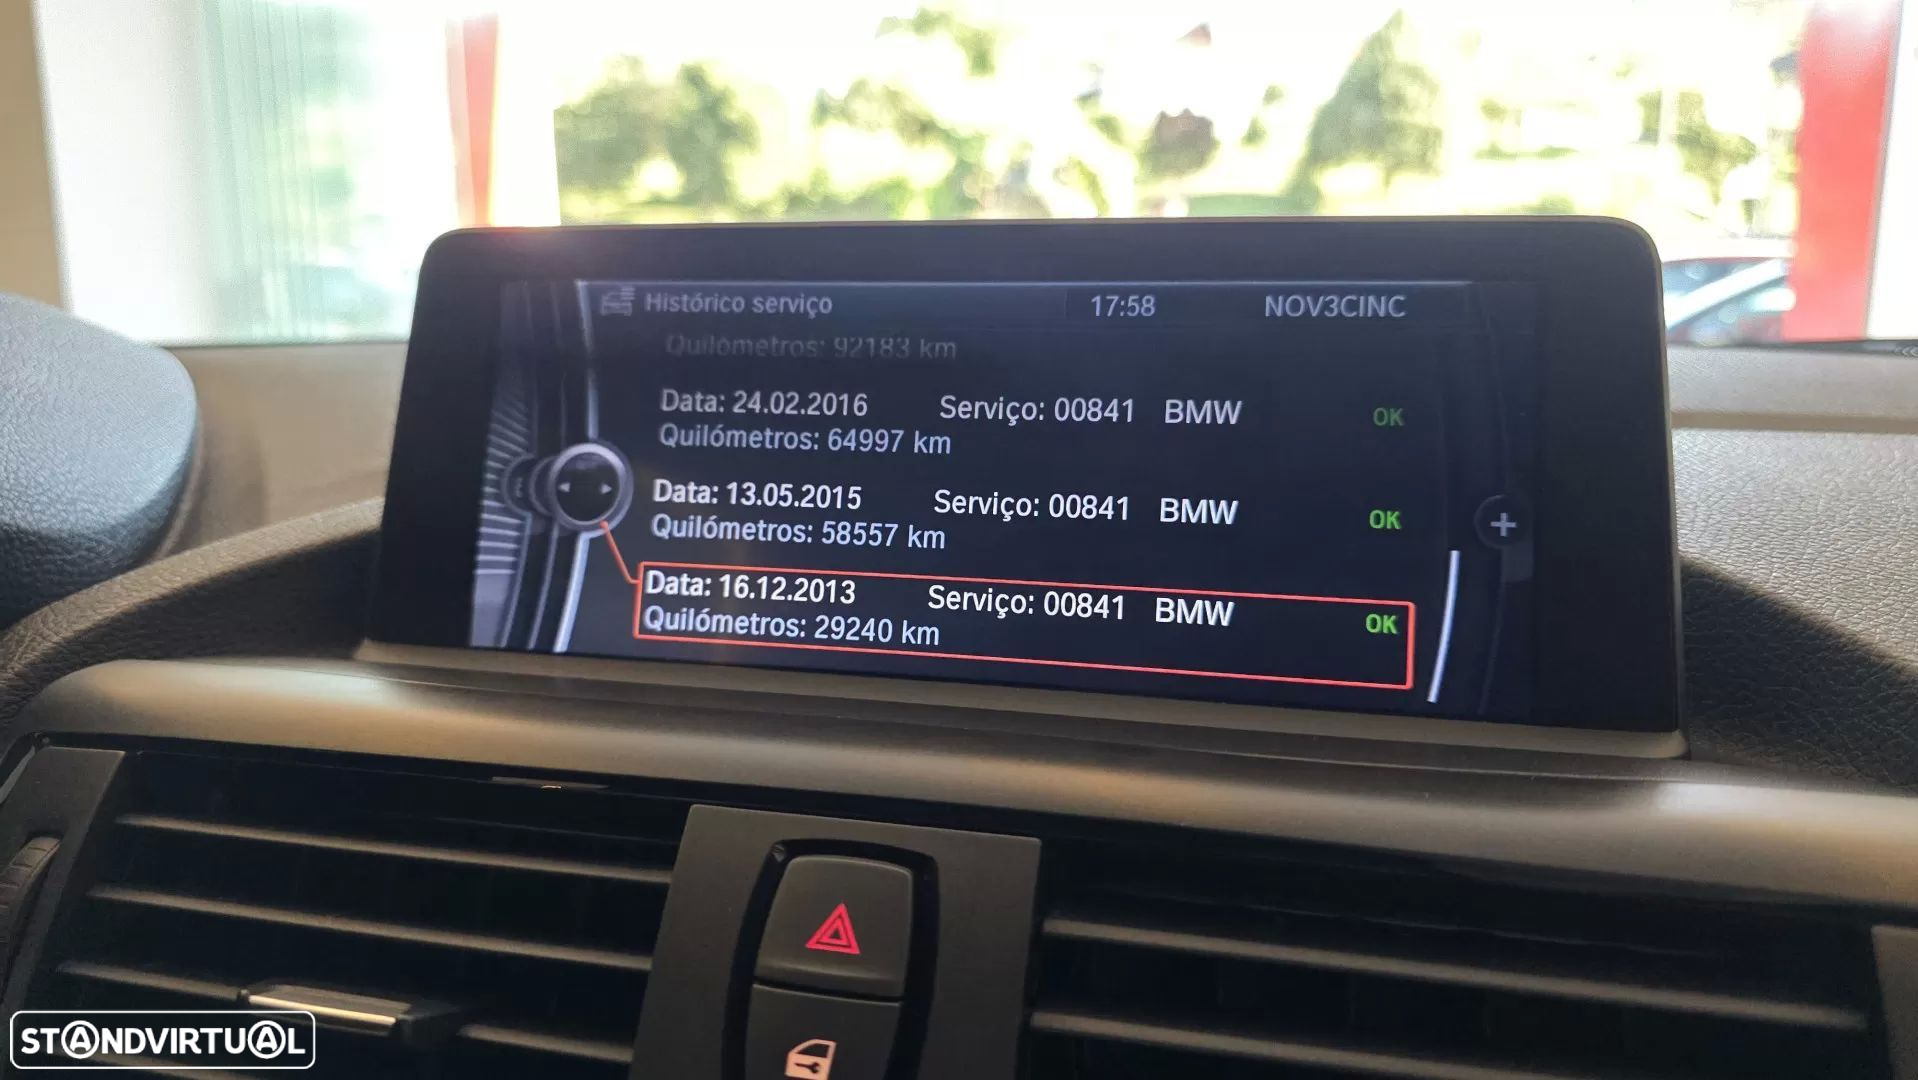 Histórico serviço 17:58 NOV3CINC
Quilómetros: 92183 km
Data: 24.02.2016 Serviço: 00841 BMW OK
Quilómetros: 64997 km
Data: 13.05.2015 Serviço: 00841 BMW OK
Quilómetros: 58557 km
Data: 16.12.2013 Serviço: 00841 BMW OK
Quilómetros: 29240 km
STANDVIRTUAL